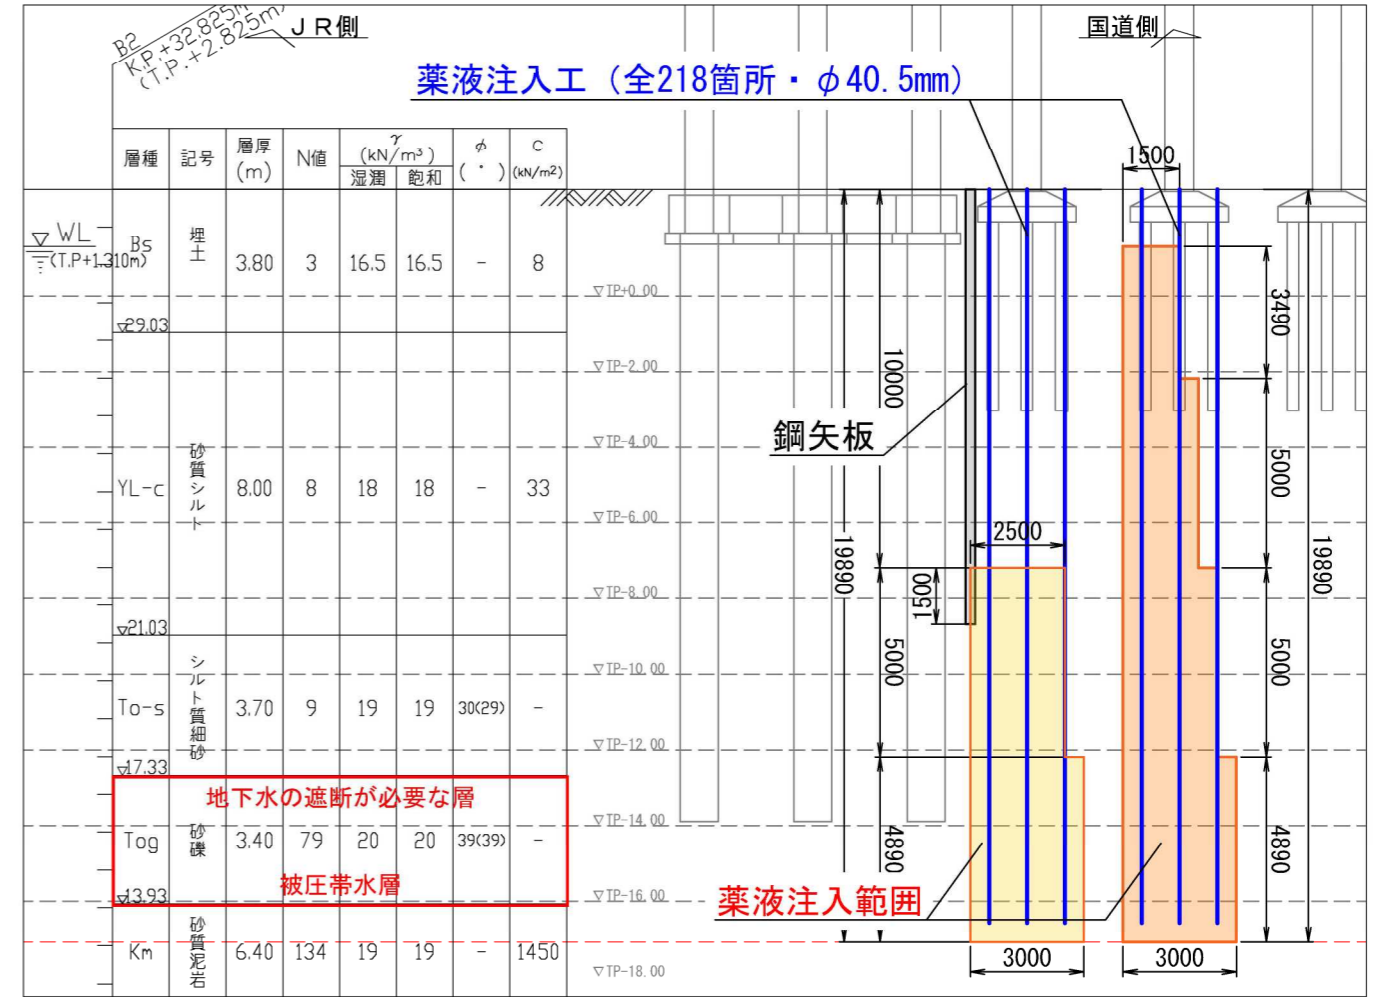 B2
K.P.+32.825m
(T.P.+2.825m)
JR側
国道側
薬液注入工（全218箇所・φ40.5mm）
層種 記号 層厚(m) N値 γ(kN/m³) 湿潤 飽和 φ(°) C(kN/m2)
WL
(T.P+1.310m)
Bs 埋土 3.80 3 16.5 16.5 - 8
29.03
YL-c 砂質シルト 8.00 8 18 18 - 33
21.03
To-s シルト質細砂 3.70 9 19 19 30(29) -
17.33
地下水の遮断が必要な層
Tog 砂礫 3.40 79 20 20 39(39) -
被圧帯水層
13.93
Km 砂質泥岩 6.40 134 19 19 - 1450
TP+0.00
TP-2.00
TP-4.00
TP-6.00
TP-8.00
TP-10.00
TP-12.00
TP-14.00
TP-16.00
TP-18.00
鋼矢板
薬液注入範囲
19890
10000
5000
4890
1500
2500
3000
1500
3490
5000
5000
4890
19890
3000